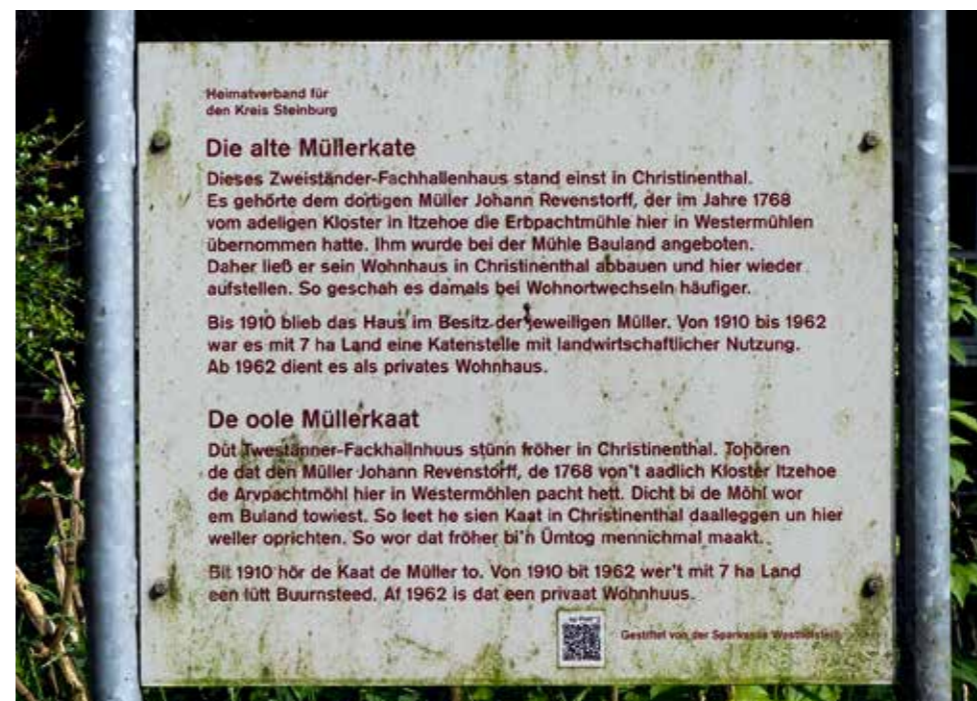 Heimatverband für
den Kreis Steinburg
Die alte Müllerkate
Dieses Zweiständer-Fachhallenhaus stand einst in Christinenthal.
Es gehörte dem dortigen Müller Johann Revenstorff, der im Jahre 1768
vom adeligen Kloster in Itzehoe die Erbpachtmühle hier in Westermühlen
übernommen hatte. Ihm wurde bei der Mühle Bauland angeboten.
Daher ließ er sein Wohnhaus in Christinenthal abbauen und hier wieder
aufstellen. So geschah es damals bei Wohnortwechseln häufiger.
Bis 1910 blieb das Haus im Besitz der jeweiligen Müller. Von 1910 bis 1962
war es mit 7 ha Land eine Katenstelle mit landwirtschaftlicher Nutzung.
Ab 1962 dient es als privates Wohnhaus.
De oole Müllerkaat
Düt Twestänner-Fackhallnhuus stünn fröher in Christinenthal. Tohören
de dat den Müller Johann Revenstorff, de 1768 von't aadlich Kloster Itzehoe
de Arvpachtmöhl hier in Westermöhlen pacht hett. Dicht bi de Möhl wor
em Buland towiest. So leet he sien Kaat in Christinenthal daalleggen un hier
weller oprichten. So wor dat fröher bi'n Ümtog mennichmal maakt.
Bit 1910 hör de Kaat de Müller to. Von 1910 bit 1962 wer't mit 7 ha Land
een lütt Buurnsteed. Af 1962 is dat een privaat Wohnhuus.
Gestiftet von der Sparkasse Westholstein